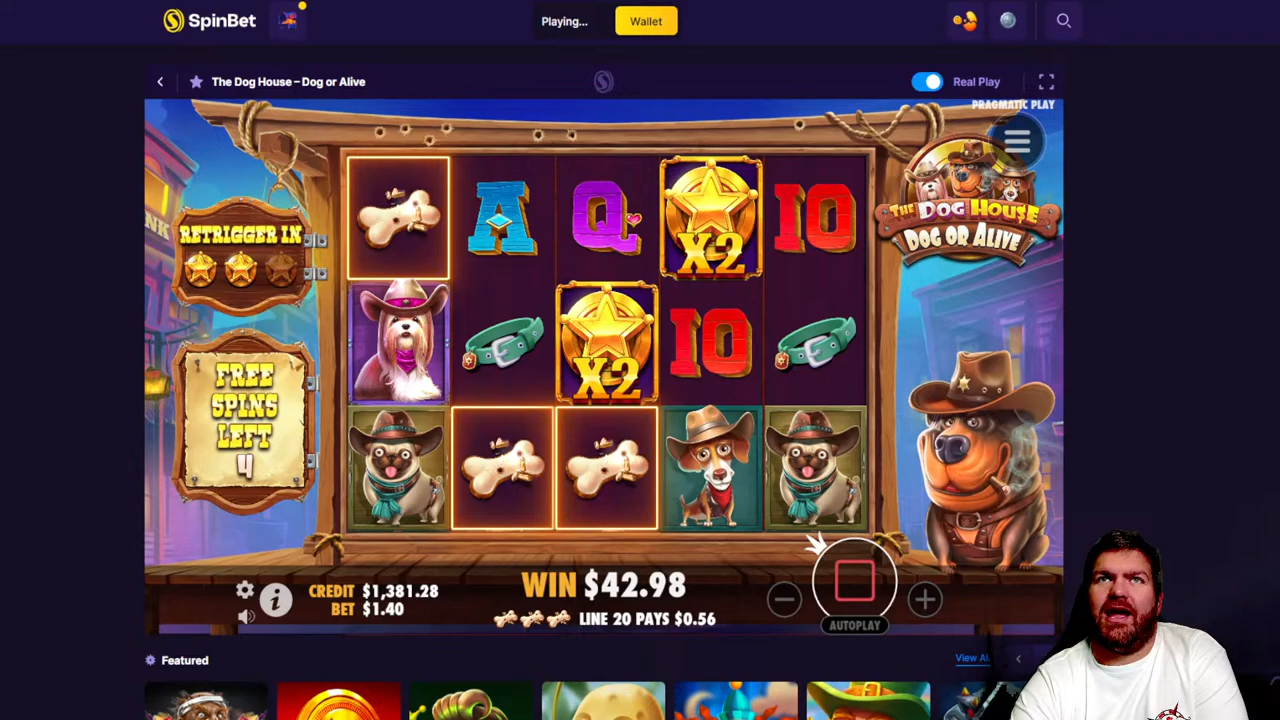 SpinBet
Playing...
Wallet
The Dog House – Dog or Alive
Real Play
PRAGMATIC PLAY
A
Q
X2
10
THE DOG HOUSE
DOG OR ALIVE
RETRIGGER IN
X2
10
FREE
SPINS
LEFT
4
CREDIT $1,381.28
BET $1.40
WIN $42.98
LINE 20 PAYS $0.56
AUTOPLAY
Featured
View Al